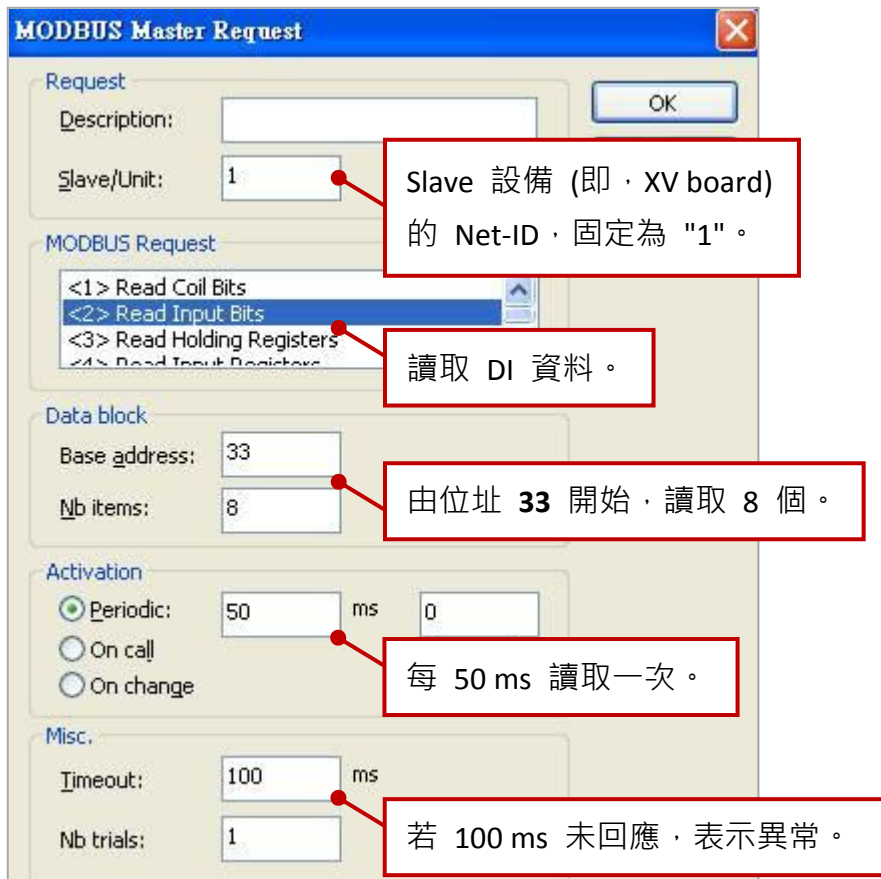 MODBUS Master Request
Request
OK
Description:
Slave/Unit: 1
Slave 設備 (即，XV board)
的 Net-ID，固定為 "1"。
MODBUS Request
<1> Read Coil Bits
<2> Read Input Bits
<3> Read Holding Registers
<4> Read Input Registers
讀取 DI 資料。
Data block
Base address: 33
Nb items: 8
由位址 33 開始，讀取 8 個。
Activation
Periodic: 50 ms 0
On call
On change
每 50 ms 讀取一次。
Misc.
Timeout: 100 ms
Nb trials: 1
若 100 ms 未回應，表示異常。